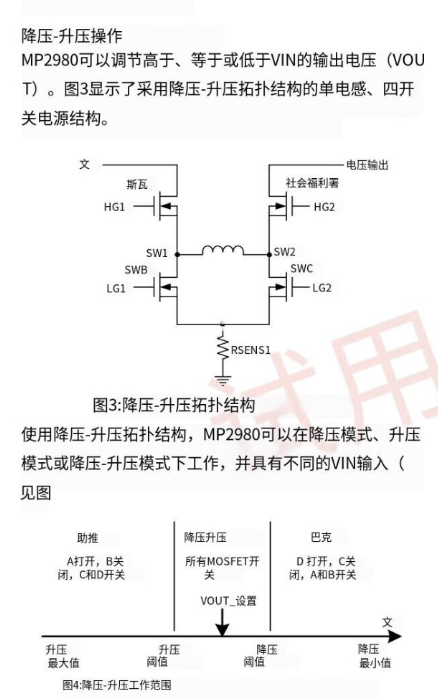 降压-升压操作
MP2980可以调节高于、等于或低于VIN的输出电压（VOU
T）。图3显示了采用降压-升压拓扑结构的单电感、四开
关电源结构。
文
电压输出
斯瓦
社会福利署
HG1
HG2
SW1
SW2
SWB
SWC
LG1
LG2
RSENS1
图3:降压-升压拓扑结构
使用降压-升压拓扑结构，MP2980可以在降压模式、升压
模式或降压-升压模式下工作，并具有不同的VIN输入（
见图
助推
降压升压
巴克
A打开，B关
闭，C和D开关
所有MOSFET开
关
D 打开，C关
闭，A和B开关
VOUT_设置
文
升压
最大值
升压
阈值
降压
阈值
降压
最小值
图4:降压-升压工作范围
试用